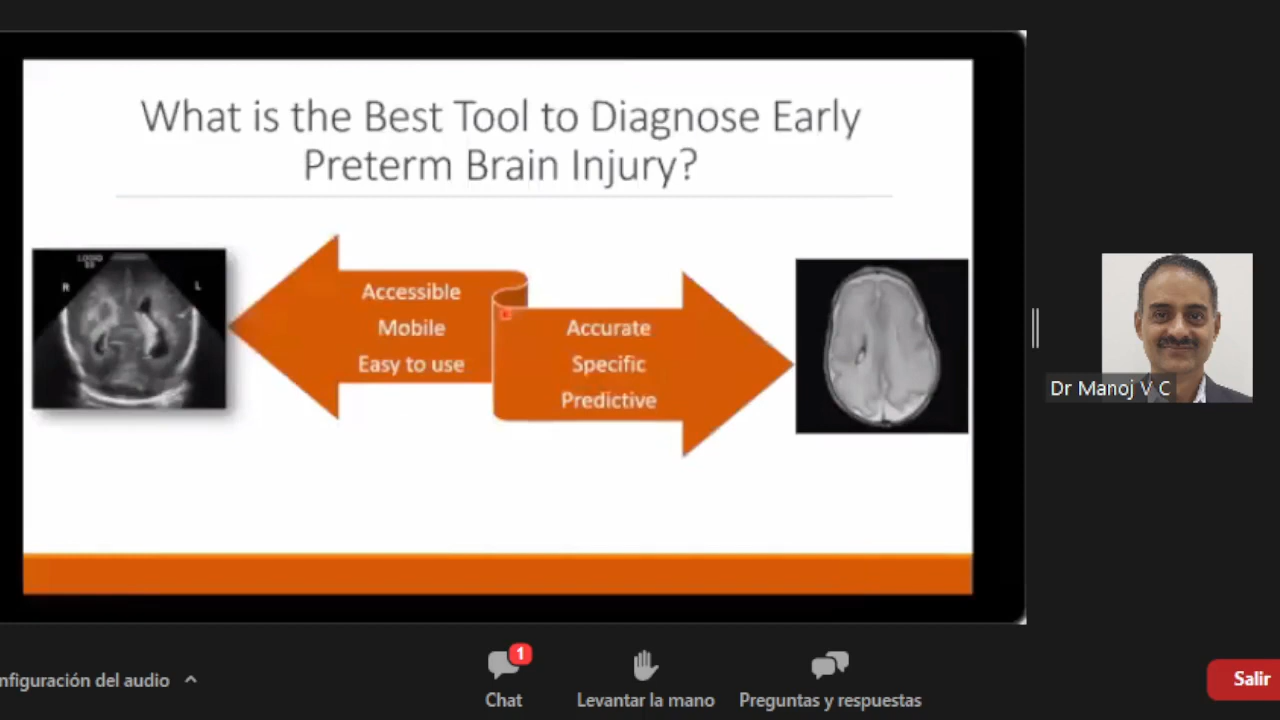 What is the Best Tool to Diagnose Early
Preterm Brain Injury?
R
L
Accessible
Mobile
Easy to use
Accurate
Specific
Predictive
Dr Manoj V C
nfiguración del audio
1
Chat
Levantar la mano
Preguntas y respuestas
Salir